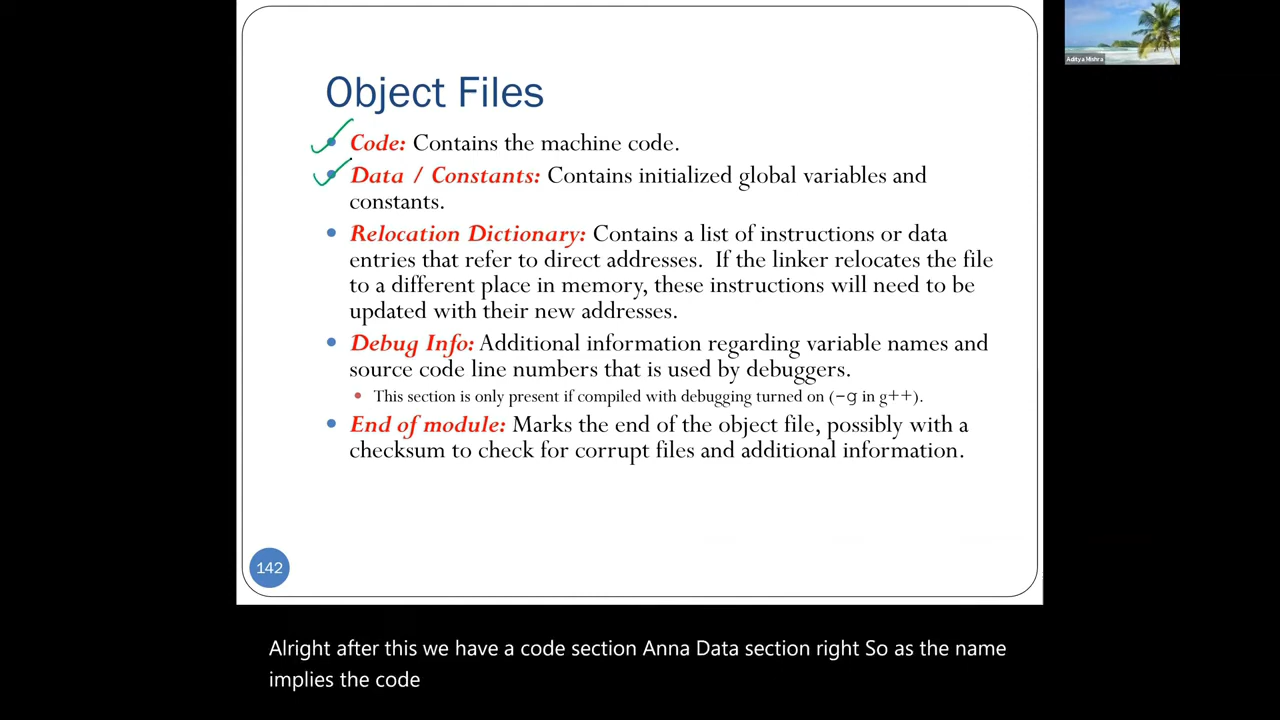 Aditya Mishra
Object Files
Code: Contains the machine code.
Data / Constants: Contains initialized global variables and
constants.
Relocation Dictionary: Contains a list of instructions or data
entries that refer to direct addresses. If the linker relocates the file
to a different place in memory, these instructions will need to be
updated with their new addresses.
Debug Info: Additional information regarding variable names and
source code line numbers that is used by debuggers.
This section is only present if compiled with debugging turned on (-g in g++).
End of module: Marks the end of the object file, possibly with a
checksum to check for corrupt files and additional information.
142
Alright after this we have a code section Anna Data section right So as the name
implies the code